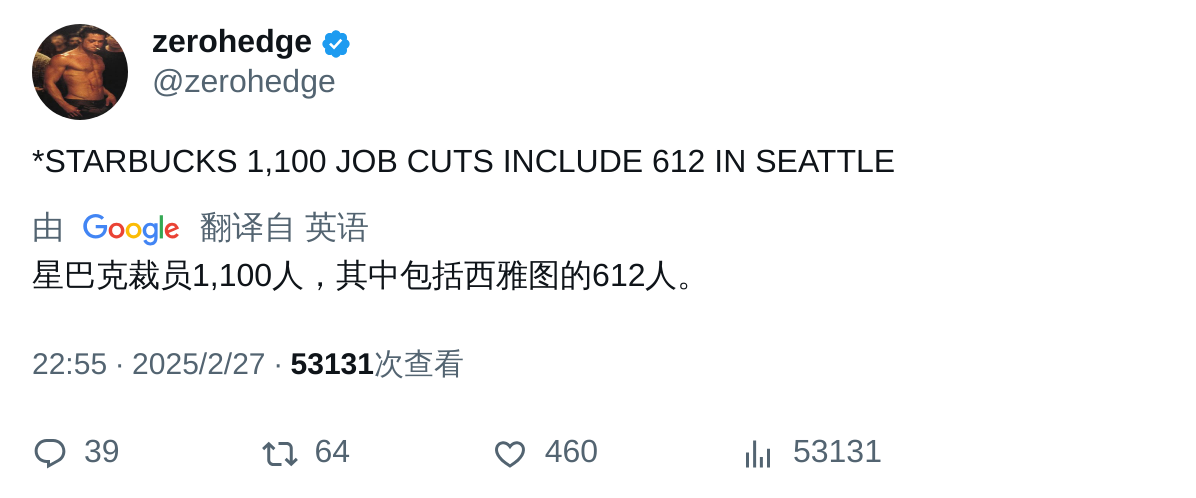 zerohedge
@zerohedge
*STARBUCKS 1,100 JOB CUTS INCLUDE 612 IN SEATTLE
由 Google 翻译自 英语
星巴克裁员1,100人，其中包括西雅图的612人。
22:55 · 2025/2/27 · 53131次查看
39 64 460 53131